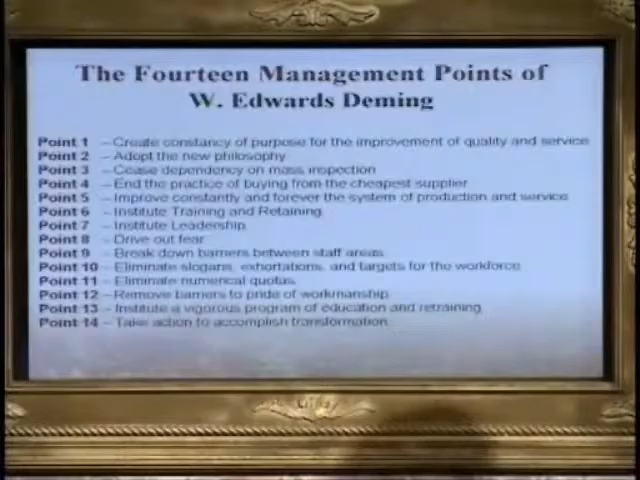 The Fourteen Management Points of
W. Edwards Deming
Point 1 – Create constancy of purpose for the improvement of quality and service
Point 2 – Adopt the new philosophy
Point 3 – Cease dependency on mass inspection
Point 4 – End the practice of buying from the cheapest supplier
Point 5 – Improve constantly and forever the system of production and service
Point 6 – Institute Training and Retaining
Point 7 – Institute Leadership
Point 8 – Drive out fear
Point 9 – Break down barriers between staff areas
Point 10 – Eliminate slogans, exhortations, and targets for the workforce
Point 11 – Eliminate numerical quotas
Point 12 – Remove barriers to pride of workmanship
Point 13 – Institute a vigorous program of education and retraining
Point 14 – Take action to accomplish transformation